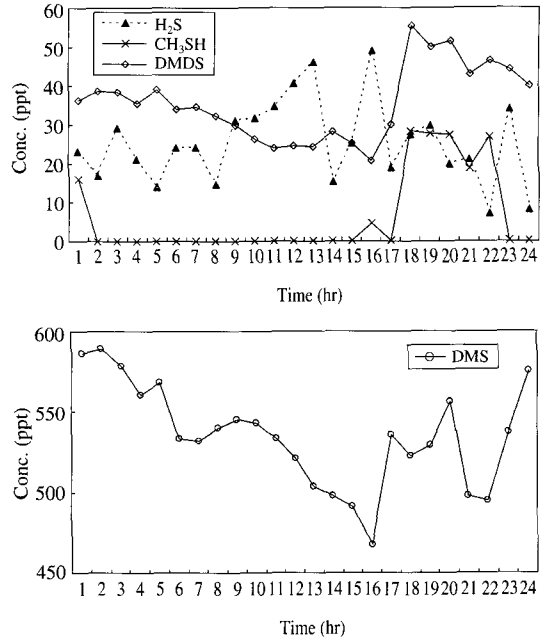 60
50
40
30
20
10
0
Conc. (ppt)
H₂S
CH₃SH
DMDS
1 2 3 4 5 6 7 8 9 10 11 12 13 14 15 16 17 18 19 20 21 22 23 24
Time (hr)
600
550
500
450
Conc. (ppt)
DMS
1 2 3 4 5 6 7 8 9 10 11 12 13 14 15 16 17 18 19 20 21 22 23 24
Time (hr)